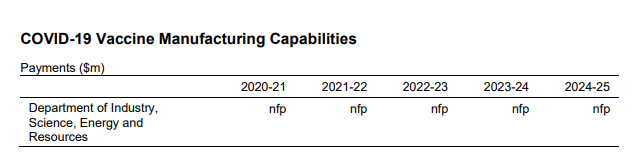 COVID-19 Vaccine Manufacturing Capabilities
Payments ($m)
2020-21 2021-22 2022-23 2023-24 2024-25
Department of Industry, nfp nfp nfp nfp nfp
Science, Energy and
Resources